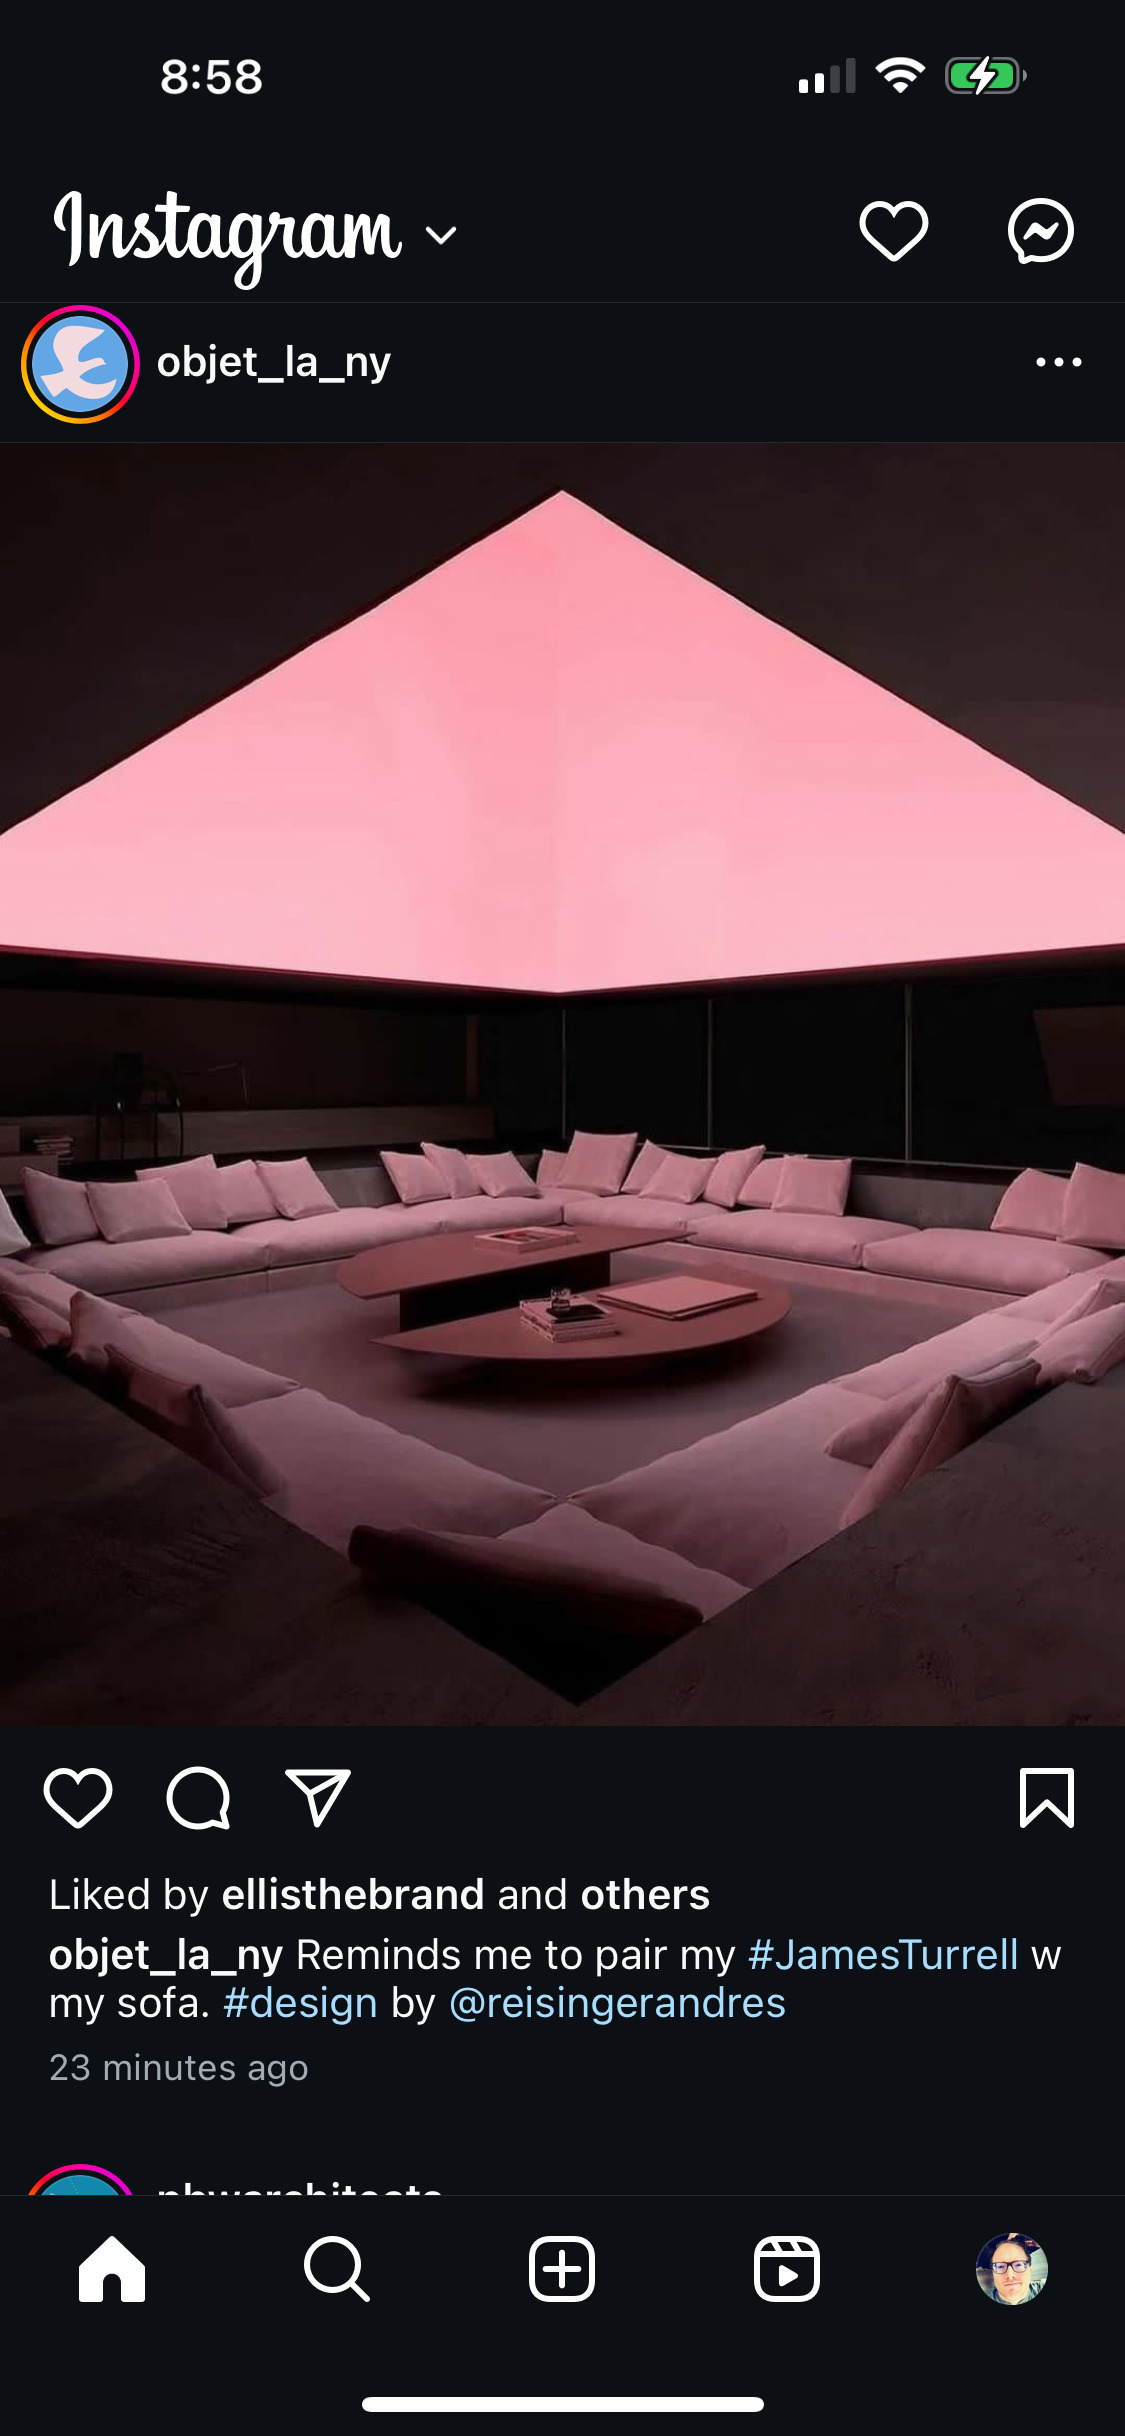 8:58
Instagram
objet_la_ny
Liked by ellisthebrand and others
objet_la_ny Reminds me to pair my #JamesTurrell w
my sofa. #design by @reisingerandres
23 minutes ago